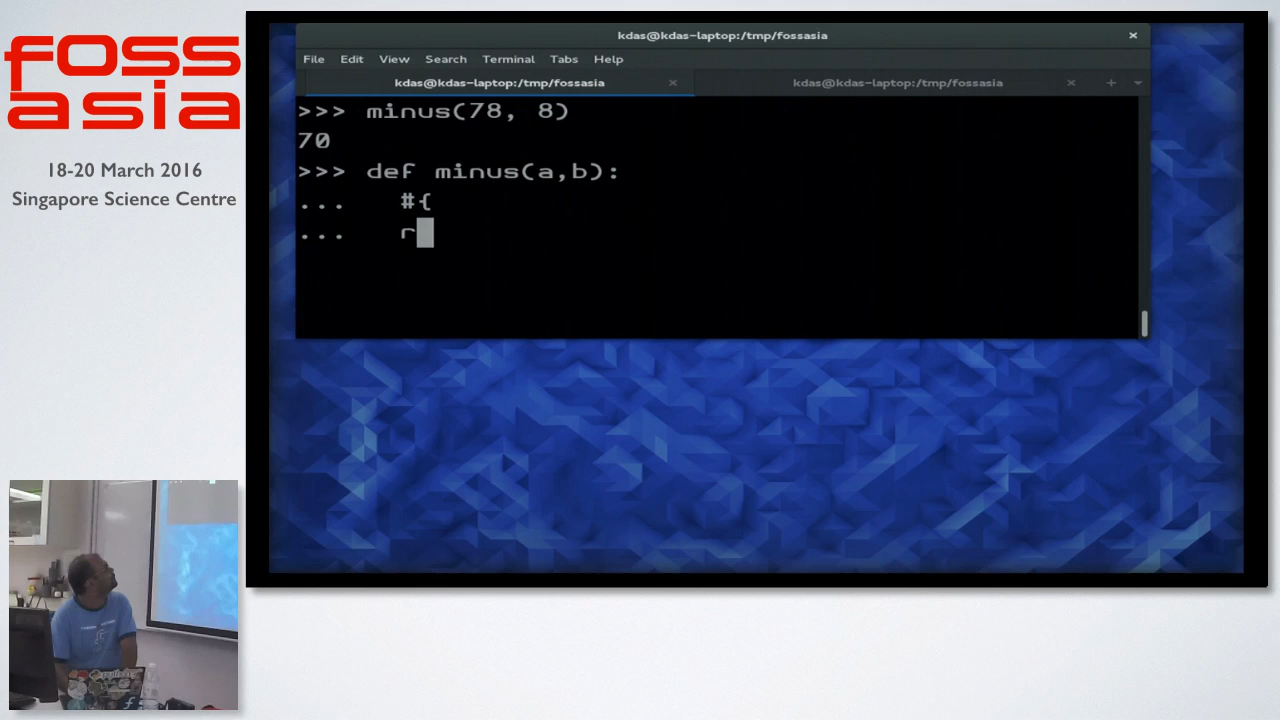 foss
asia
18-20 March 2016
Singapore Science Centre
kdas@kdas-laptop:/tmp/fossasia
File Edit View Search Terminal Tabs Help
kdas@kdas-laptop:/tmp/fossasia
kdas@kdas-laptop:/tmp/fossasia
>>> minus(78, 8)
70
>>> def minus(a,b):
... #{
... r
python